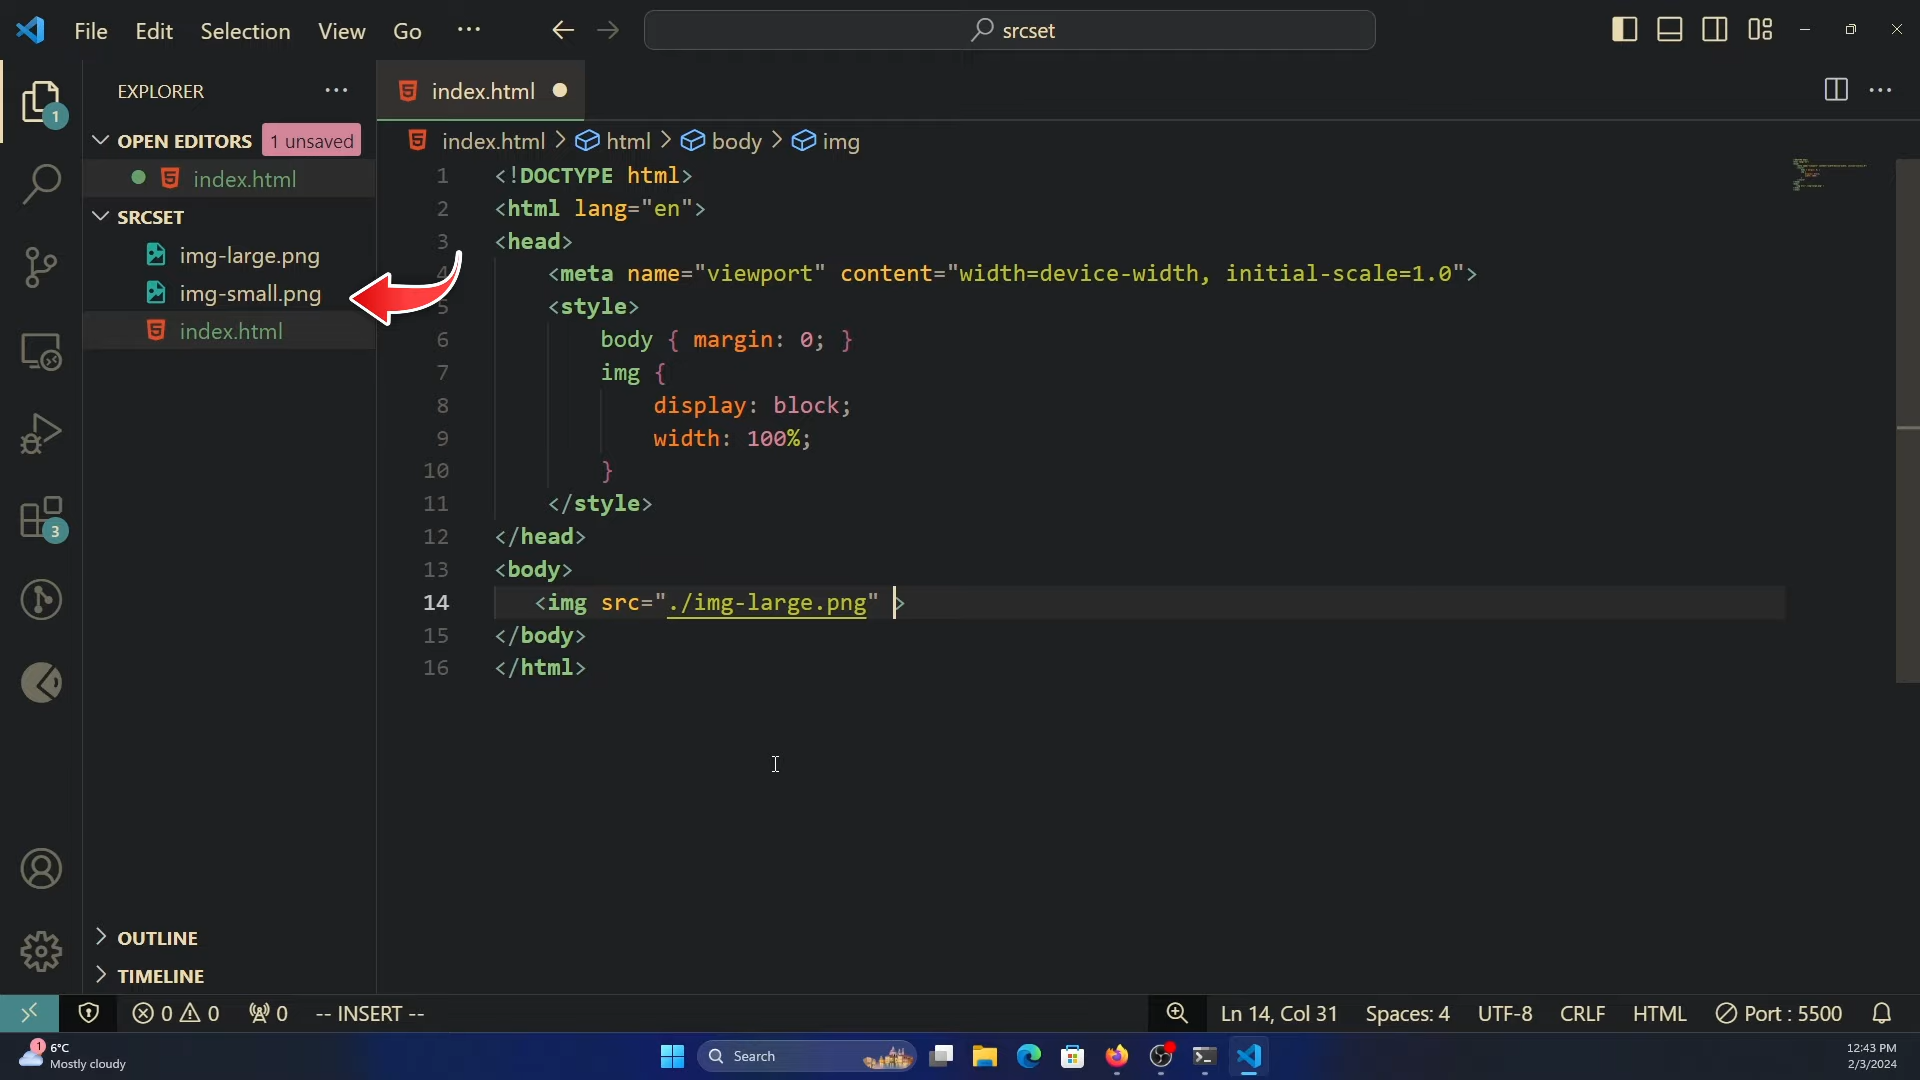 File Edit Selection View Go ··· srcset
EXPLORER ···
index.html
1
OPEN EDITORS 1 unsaved
index.html > html > body > img
index.html
SRCSET
img-large.png
img-small.png
index.html
1 <!DOCTYPE html>
2 <html lang="en">
3 <head>
4 <meta name="viewport" content="width=device-width, initial-scale=1.0">
5 <style>
6 body { margin: 0; }
7 img {
8 display: block;
9 width: 100%;
10 }
11 </style>
12 </head>
13 <body>
14 <img src="./img-large.png" >
15 </body>
16 </html>
3
OUTLINE
TIMELINE
0 0 0 -- INSERT -- Ln 14, Col 31 Spaces: 4 UTF-8 CRLF HTML Port : 5500
1 6°C
Mostly cloudy
Search
12:43 PM
2/3/2024